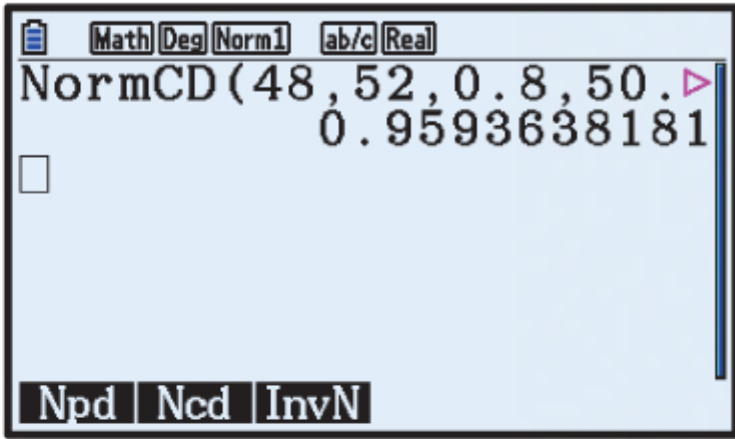 Math Deg Norm1 ab/c Real
NormCD(48,52,0.8,50.
0.9593638181
Npd Ncd InvN